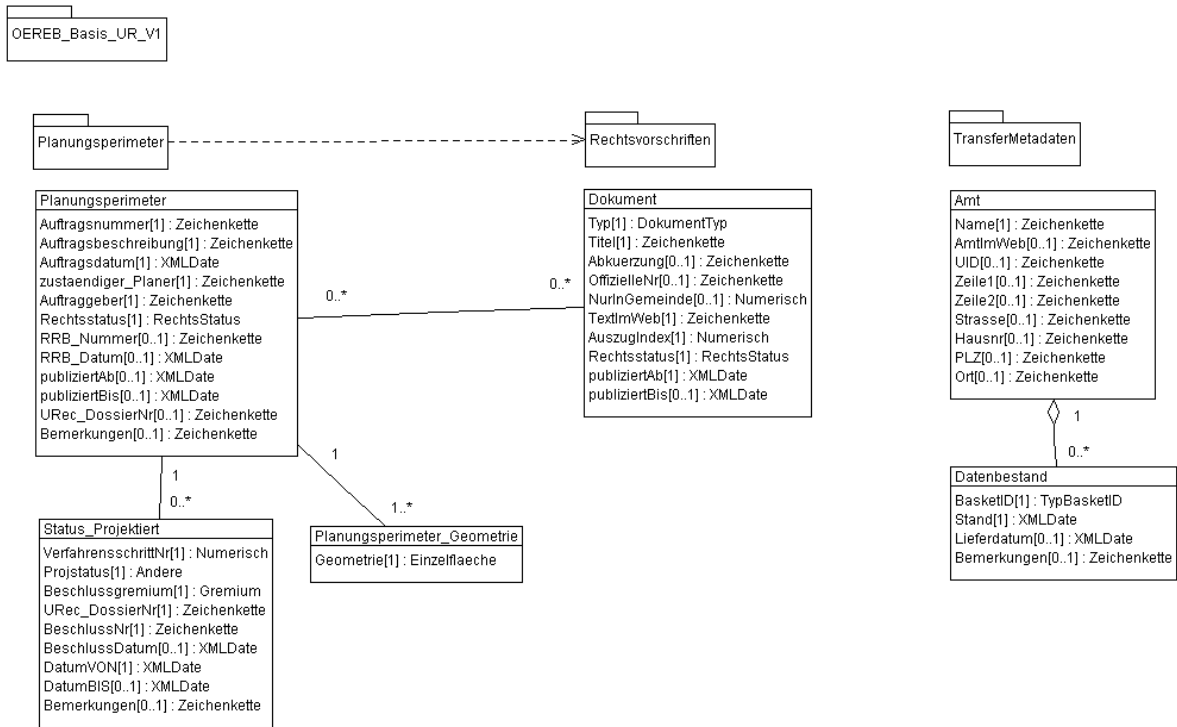 OEREB_Basis_UR_V1
Planungsperimeter
Rechtsvorschriften
TransferMetadaten
Planungsperimeter
Auftragsnummer[1] : Zeichenkette
Auftragsbeschreibung[1] : Zeichenkette
Auftragsdatum[1] : XMLDate
zustaendiger_Planer[1] : Zeichenkette
Auftraggeber[1] : Zeichenkette
Rechtsstatus[1] : RechtsStatus
RRB_Nummer[0..1] : Zeichenkette
RRB_Datum[0..1] : XMLDate
publiziertAb[0..1] : XMLDate
publiziertBis[0..1] : XMLDate
URec_DossierNr[0..1] : Zeichenkette
Bemerkungen[0..1] : Zeichenkette
0..*
0..*
Dokument
Typ[1] : DokumentTyp
Titel[1] : Zeichenkette
Abkuerzung[0..1] : Zeichenkette
OffizielleNr[0..1] : Zeichenkette
NurInGemeinde[0..1] : Numerisch
TextImWeb[1] : Zeichenkette
AuszugIndex[1] : Numerisch
Rechtsstatus[1] : RechtsStatus
publiziertAb[1] : XMLDate
publiziertBis[0..1] : XMLDate
Amt
Name[1] : Zeichenkette
AmtImWeb[0..1] : Zeichenkette
UID[0..1] : Zeichenkette
Zeile1[0..1] : Zeichenkette
Zeile2[0..1] : Zeichenkette
Strasse[0..1] : Zeichenkette
Hausnr[0..1] : Zeichenkette
PLZ[0..1] : Zeichenkette
Ort[0..1] : Zeichenkette
1
0..*
1
1..*
1
0..*
Status_Projektiert
VerfahrensschrittNr[1] : Numerisch
Projstatus[1] : Andere
Beschlussgremium[1] : Gremium
URec_DossierNr[1] : Zeichenkette
BeschlussNr[1] : Zeichenkette
BeschlussDatum[0..1] : XMLDate
DatumVON[1] : XMLDate
DatumBIS[0..1] : XMLDate
Bemerkungen[0..1] : Zeichenkette
Planungsperimeter_Geometrie
Geometrie[1] : Einzelflaeche
Datenbestand
BasketID[1] : TypBasketID
Stand[1] : XMLDate
Lieferdatum[0..1] : XMLDate
Bemerkungen[0..1] : Zeichenkette